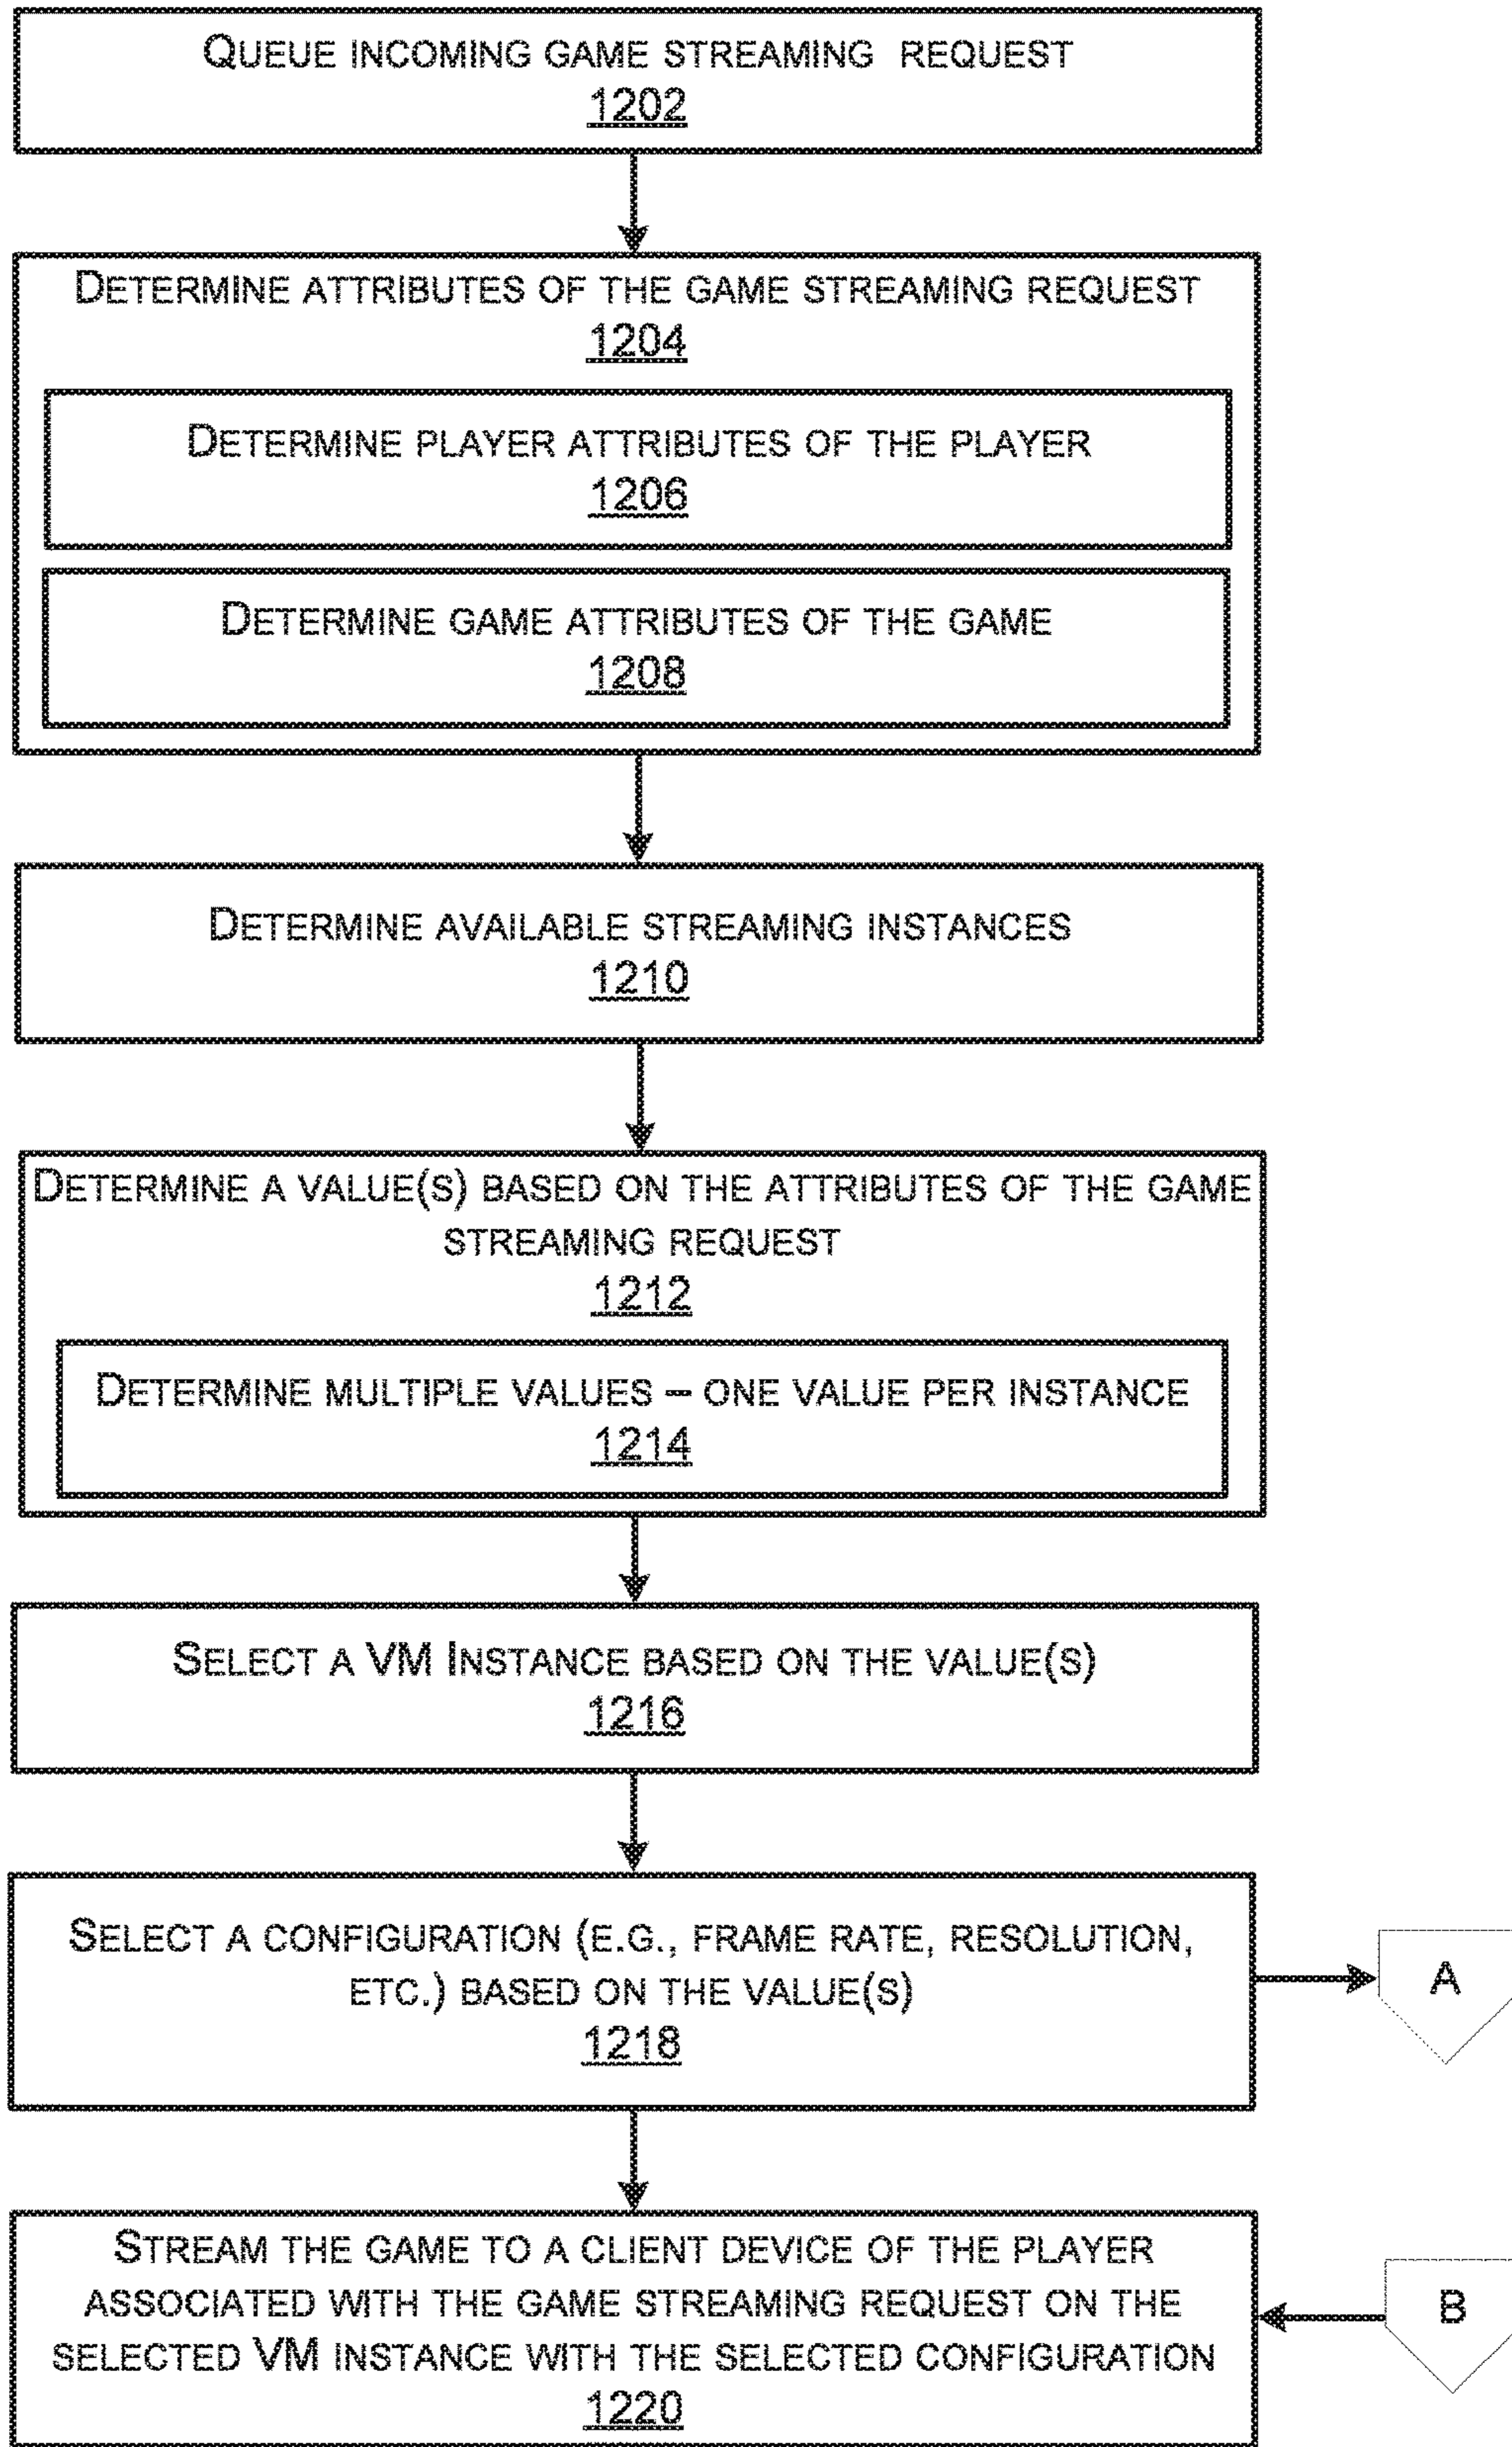 QUEUE INCOMING GAME STREAMING REQUEST
1202
DETERMINE ATTRIBUTES OF THE GAME STREAMING REQUEST
1204
DETERMINE PLAYER ATTRIBUTES OF THE PLAYER
1206
DETERMINE GAME ATTRIBUTES OF THE GAME
1208
DETERMINE AVAILABLE STREAMING INSTANCES
1210
DETERMINE A VALUE(S) BASED ON THE ATTRIBUTES OF THE GAME
STREAMING REQUEST
1212
DETERMINE MULTIPLE VALUES – ONE VALUE PER INSTANCE
1214
SELECT A VM INSTANCE BASED ON THE VALUE(S)
1216
SELECT A CONFIGURATION (E.G., FRAME RATE, RESOLUTION,
ETC.) BASED ON THE VALUE(S)
1218
A
STREAM THE GAME TO A CLIENT DEVICE OF THE PLAYER
ASSOCIATED WITH THE GAME STREAMING REQUEST ON THE
SELECTED VM INSTANCE WITH THE SELECTED CONFIGURATION
1220
B